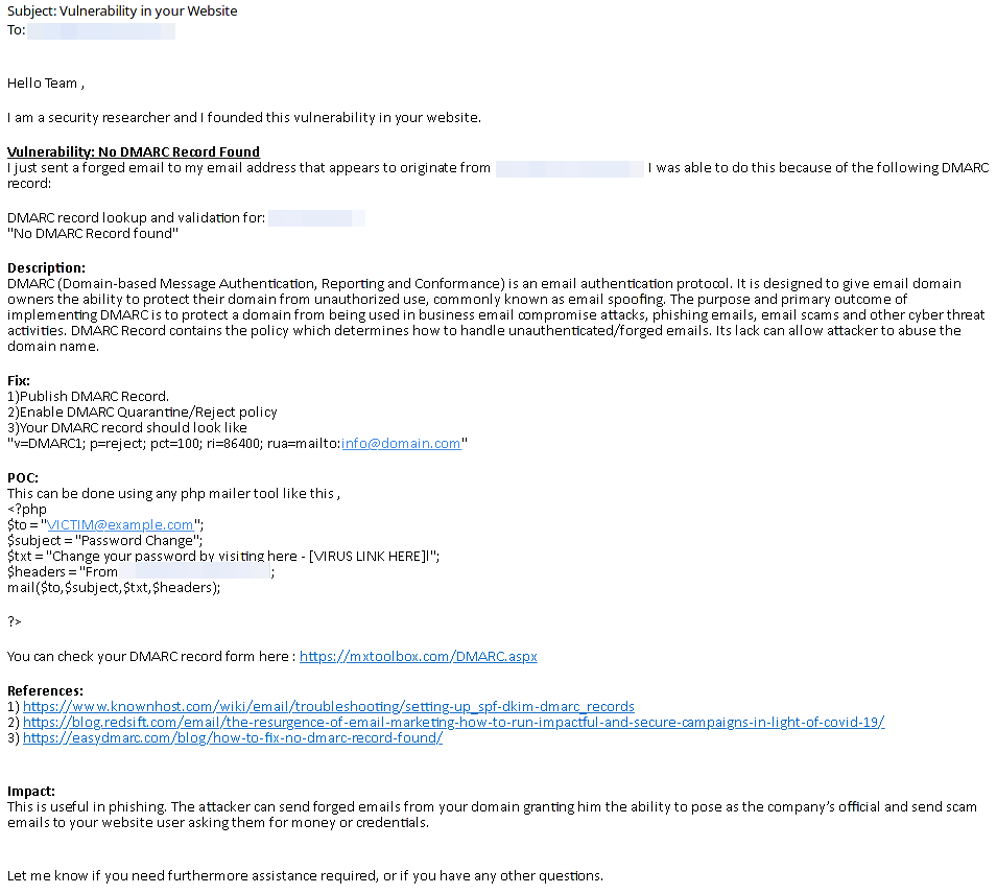 Subject: Vulnerability in your Website
To:
Hello Team ,
I am a security researcher and I founded this vulnerability in your website.
Vulnerability: No DMARC Record Found
I just sent a forged email to my email address that appears to originate from I was able to do this because of the following DMARC
record:
DMARC record lookup and validation for:
"No DMARC Record found"
Description:
DMARC (Domain-based Message Authentication, Reporting and Conformance) is an email authentication protocol. It is designed to give email domain
owners the ability to protect their domain from unauthorized use, commonly known as email spoofing. The purpose and primary outcome of
implementing DMARC is to protect a domain from being used in business email compromise attacks, phishing emails, email scams and other cyber threat
activities. DMARC Record contains the policy which determines how to handle unauthenticated/forged emails. Its lack can allow attacker to abuse the
domain name.
Fix:
1)Publish DMARC Record.
2)Enable DMARC Quarantine/Reject policy
3)Your DMARC record should look like
"v=DMARC1; p=reject; pct=100; ri=86400; rua=mailto:info@domain.com"
POC:
This can be done using any php mailer tool like this ,
<?php
$to = "VICTIM@example.com";
$subject = "Password Change";
$txt = "Change your password by visiting here - [VIRUS LINK HERE]l";
$headers = "From ;
mail($to,$subject,$txt,$headers);
?>
You can check your DMARC record form here : https://mxtoolbox.com/DMARC.aspx
References:
1) https://www.knownhost.com/wiki/email/troubleshooting/setting-up_spf-dkim-dmarc_records
2) https://blog.redsift.com/email/the-resurgence-of-email-marketing-how-to-run-impactful-and-secure-campaigns-in-light-of-covid-19/
3) https://easydmarc.com/blog/how-to-fix-no-dmarc-record-found/
Impact:
This is useful in phishing. The attacker can send forged emails from your domain granting him the ability to pose as the company's official and send scam
emails to your website user asking them for money or credentials.
Let me know if you need furthermore assistance required, or if you have any other questions.